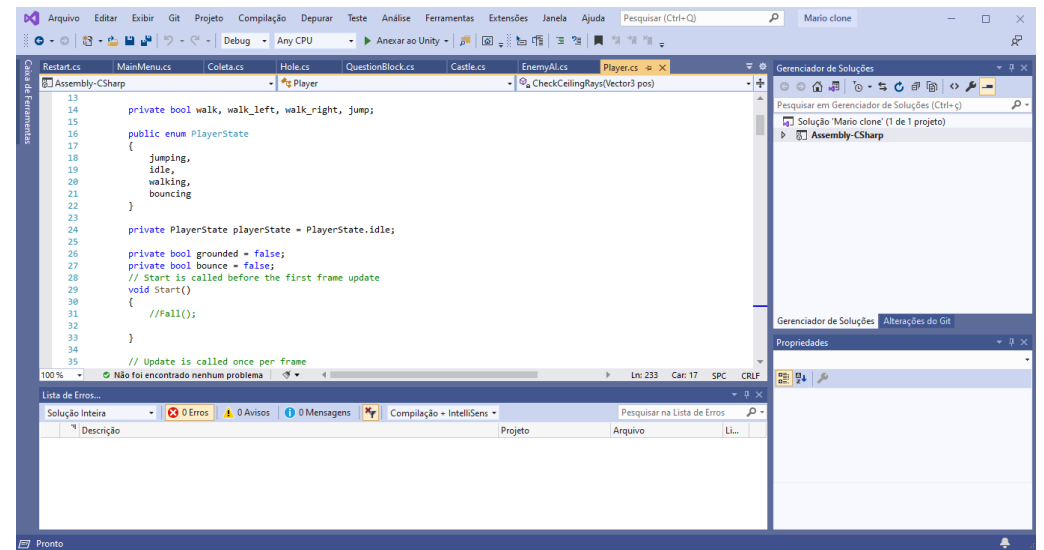 Arquivo Editar Exibir Git Projeto Compilação Depurar Teste Análise Ferramentas Extensões Janela Ajuda Pesquisar (Ctrl+Q) Mario clone
Debug Any CPU Anexar ao Unity
Caixa de Ferramentas
Restart.cs MainMenu.cs Coleta.cs Hole.cs QuestionBlock.cs Castle.cs EnemyAI.cs Player.cs
Assembly-CSharp Player CheckCeilingRays(Vector3 pos)
13
14 private bool walk, walk_left, walk_right, jump;
15
16 public enum PlayerState
17 {
18 jumping,
19 idle,
20 walking,
21 bouncing
22 }
23
24 private PlayerState playerState = PlayerState.idle;
25
26 private bool grounded = false;
27 private bool bounce = false;
28 // Start is called before the first frame update
29 void Start()
30 {
31 //Fall();
32
33 }
34
35 // Update is called once per frame
100 % Não foi encontrado nenhum problema Ln: 233 Car: 17 SPC CRLF
Lista de Erros...
Solução Inteira 0 Erros 0 Avisos 0 Mensagens Compilação + IntelliSens Pesquisar na Lista de Erros
Descrição Projeto Arquivo Li...
Gerenciador de Soluções
Pesquisar em Gerenciador de Soluções (Ctrl+ç)
Solução 'Mario clone' (1 de 1 projeto)
Assembly-CSharp
Gerenciador de Soluções Alterações do Git
Propriedades
Pronto